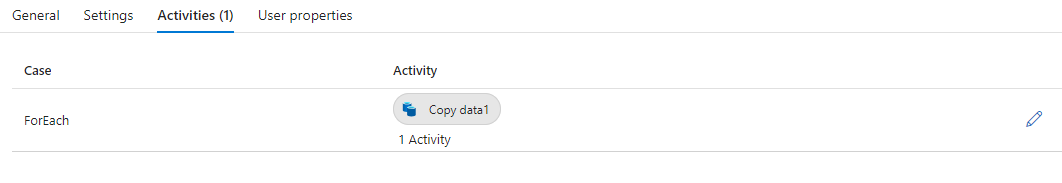 General Settings Activities (1) User properties
Case Activity
Copy data1
ForEach
1 Activity